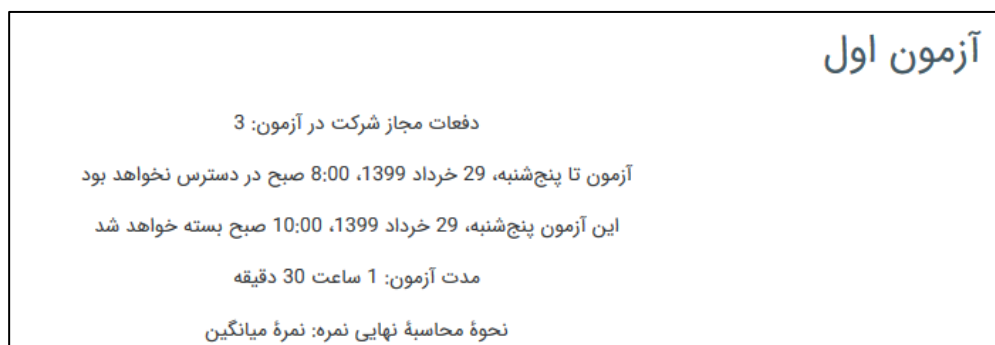 آزمون اول
دفعات مجاز شرکت در آزمون: 3
آزمون تا پنج‌شنبه، 29 خرداد 1399، 8:00 صبح در دسترس نخواهد بود
این آزمون پنج‌شنبه، 29 خرداد 1399، 10:00 صبح بسته خواهد شد
مدت آزمون: 1 ساعت 30 دقیقه
نحوهٔ محاسبهٔ نهایی نمره: نمرهٔ میانگین